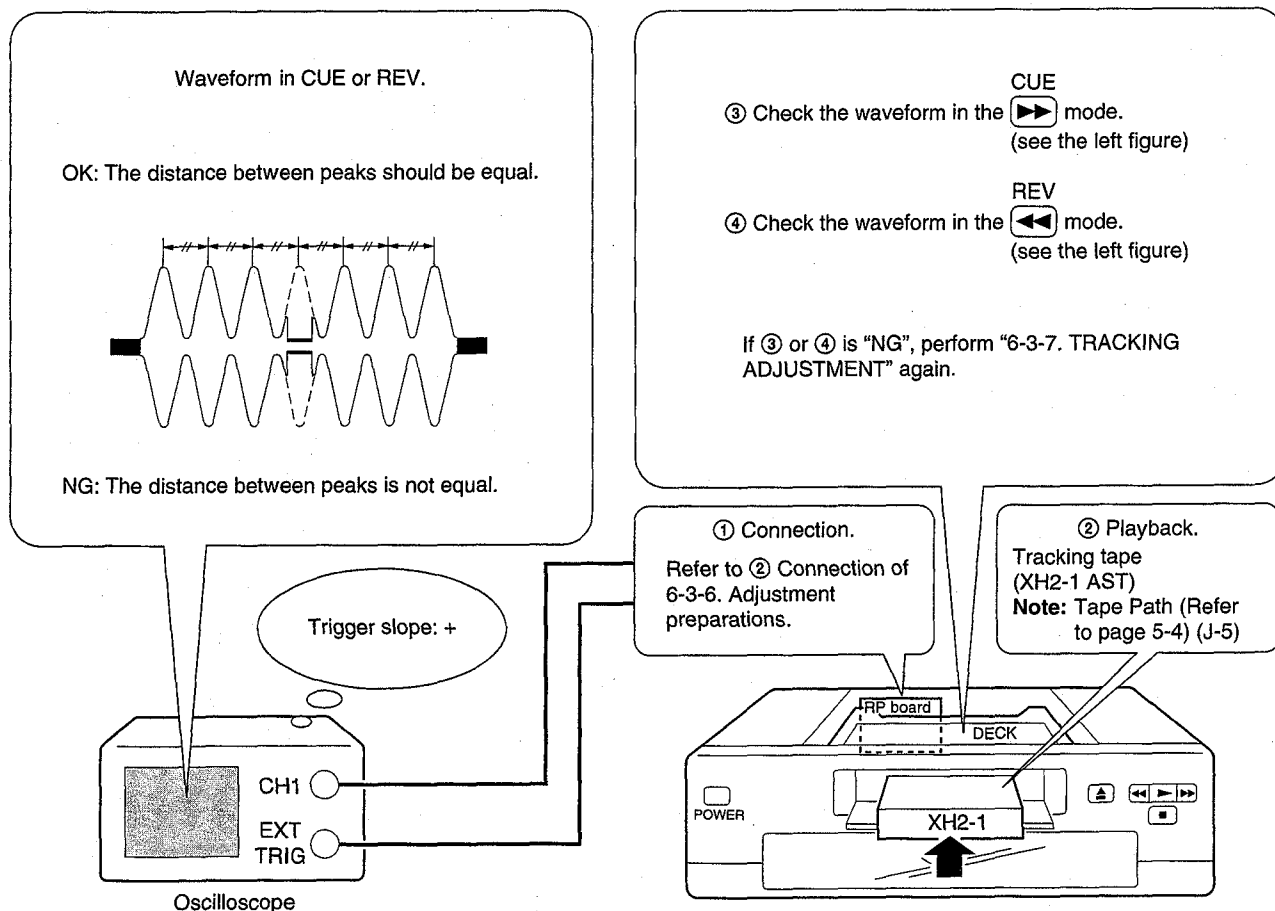 Waveform in CUE or REV.
OK: The distance between peaks should be equal.
NG: The distance between peaks is not equal.
CUE
③ Check the waveform in the ▶▶ mode.
(see the left figure)
REV
④ Check the waveform in the ◀◀ mode.
(see the left figure)
If ③ or ④ is “NG”, perform “6-3-7. TRACKING
ADJUSTMENT” again.
① Connection.
Refer to ② Connection of
6-3-6. Adjustment
preparations.
② Playback.
Tracking tape
(XH2-1 AST)
Note: Tape Path (Refer
to page 5-4) (J-5)
Trigger slope: +
CH1
EXT
TRIG
Oscilloscope
RP board
DECK
POWER
XH2-1